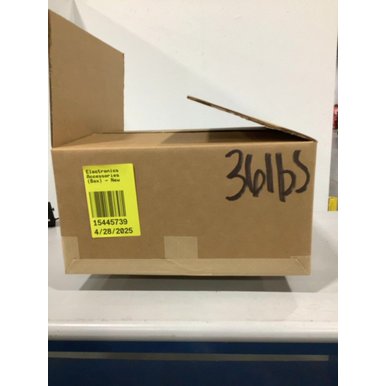 Electronics
Accessories
(Box) - New
15445739
4/28/2025
36lbs